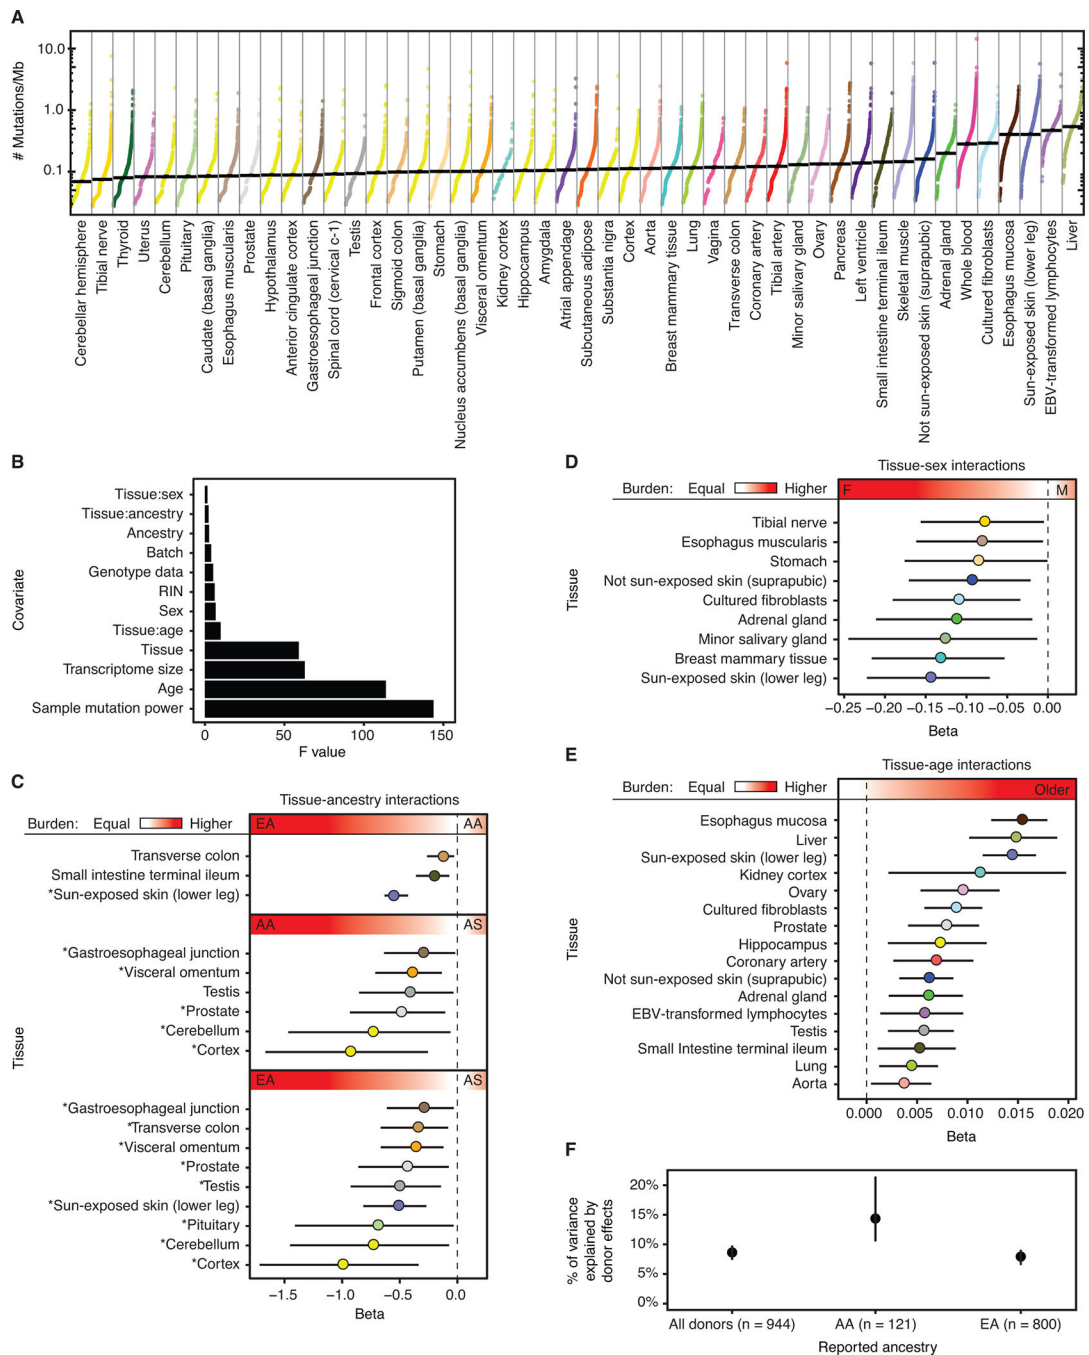 A
# Mutations/Mb
10.0
1.0
0.1
Cerebellar hemisphere
Tibial nerve
Thyroid
Uterus
Cerebellum
Pituitary
Caudate (basal ganglia)
Esophagus muscularis
Prostate
Hypothalamus
Anterior cingulate cortex
Gastroesophageal junction
Spinal cord (cervical c-1)
Testis
Frontal cortex
Sigmoid colon
Putamen (basal ganglia)
Stomach
Nucleus accumbens (basal ganglia)
Visceral omentum
Kidney cortex
Hippocampus
Amygdala
Atrial appendage
Subcutaneous adipose
Substantia nigra
Cortex
Aorta
Breast mammary tissue
Lung
Vagina
Transverse colon
Coronary artery
Tibial artery
Minor salivary gland
Ovary
Pancreas
Left ventricle
Small intestine terminal ileum
Skeletal muscle
Not sun-exposed skin (suprapubic)
Adrenal gland
Whole blood
Cultured fibroblasts
Esophagus mucosa
Sun-exposed skin (lower leg)
EBV-transformed lymphocytes
Liver
B
Covariate
Tissue:sex
Tissue:ancestry
Ancestry
Batch
Genotype data
RIN
Sex
Tissue:age
Tissue
Transcriptome size
Age
Sample mutation power
0 50 100 150
F value
C
Tissue-ancestry interactions
Burden: Equal Higher
EA AA
Transverse colon
Small intestine terminal ileum
*Sun-exposed skin (lower leg)
AA AS
*Gastroesophageal junction
*Visceral omentum
Testis
*Prostate
*Cerebellum
*Cortex
Tissue
EA AS
*Gastroesophageal junction
*Transverse colon
*Visceral omentum
*Prostate
*Testis
*Sun-exposed skin (lower leg)
*Pituitary
*Cerebellum
*Cortex
−1.5 −1.0 −0.5 0.0
Beta
D
Tissue-sex interactions
Burden: Equal Higher
F M
Tissue
Tibial nerve
Esophagus muscularis
Stomach
Not sun-exposed skin (suprapubic)
Cultured fibroblasts
Adrenal gland
Minor salivary gland
Breast mammary tissue
Sun-exposed skin (lower leg)
−0.25 −0.20 −0.15 −0.10 −0.05 0.00
Beta
E
Tissue-age interactions
Burden: Equal Higher
Older
Tissue
Esophagus mucosa
Liver
Sun-exposed skin (lower leg)
Kidney cortex
Ovary
Cultured fibroblasts
Prostate
Hippocampus
Coronary artery
Not sun-exposed skin (suprapubic)
Adrenal gland
EBV-transformed lymphocytes
Testis
Small Intestine terminal ileum
Lung
Aorta
0.000 0.005 0.010 0.015 0.020
Beta
F
% of variance
explained by
donor effects
20%
15%
10%
5%
0%
All donors (n = 944) AA (n = 121) EA (n = 800)
Reported ancestry